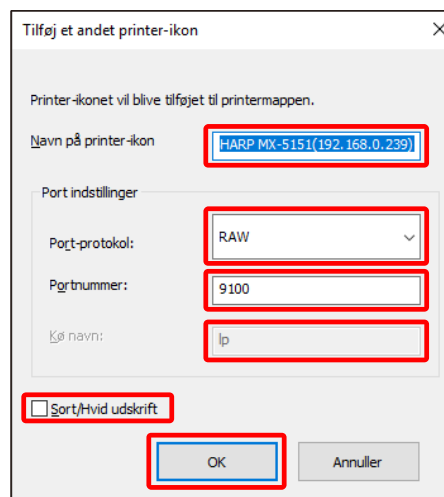 Tilføj et andet printer-ikon
Printer-ikonet vil blive tilføjet til printermappen.
Navn på printer-ikon HARP MX-5151(192.168.0.239)
Port indstillinger
Port-protokol: RAW
Portnummer: 9100
Kø navn: lp
Sort/Hvid udskrift
OK Annuller